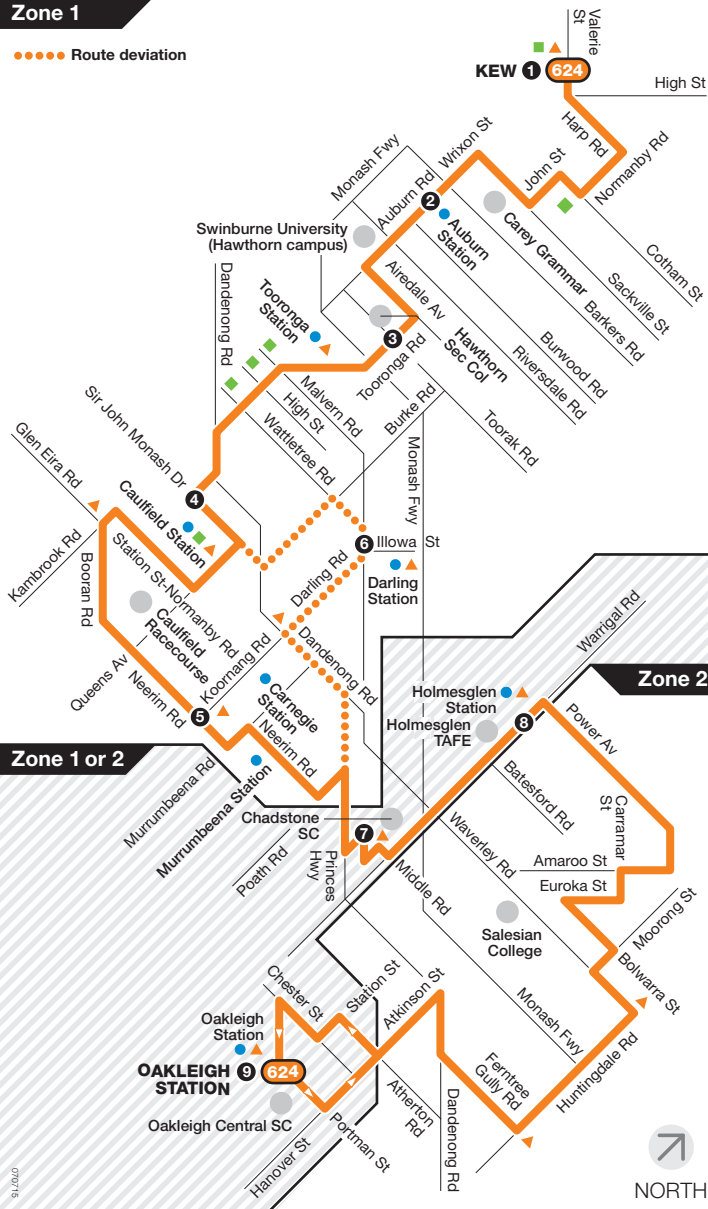 Zone 1
Route deviation
Valerie
St
KEW 1 624
High St
Harp Rd
Normanby Rd
John St
Wrixon St
Monash Fwy
Auburn Rd
2
Auburn
Station
Carey Grammar
Cotham St
Sackville St
Barkers Rd
Swinburne University
(Hawthorn campus)
Airedale Av
Burwood Rd
Riversdale Rd
Hawthorn
Sec Col
Dandenong Rd
Tooronga
Station
3
Tooronga Rd
Toorak Rd
Malvern Rd
High St
Wattletree Rd
Burke Rd
Monash Fwy
Sir John Monash Dr
Glen Eira Rd
4
Caulfield Station
Kambrook Rd
Booran Rd
Station St-Normanby Rd
6
Illowa St
Darling
Station
Darling Rd
Caulfield
Racecourse
Koornang Rd
Dandenong Rd
Queens Av
Neerim Rd
5
Carnegie
Station
Neerim Rd
Warrigal Rd
Zone 2
Holmesglen
Station
Holmesglen
TAFE
8
Power Av
Zone 1 or 2
Murrumbeena Rd
Murrumbeena Station
Chadstone
SC
7
Poath Rd
Princes
Hwy
Middle Rd
Waverley Rd
Batesford Rd
Carramar
St
Amaroo St
Euroka St
Moorong St
Salesian
College
Bolwarra St
Monash Fwy
Huntingdale Rd
Ferntree
Gully Rd
Chester St
Station St
Atkinson St
Oakleigh
Station
OAKLEIGH
STATION
9 624
Oakleigh Central SC
Atherton
Rd
Dandenong Rd
Portman St
Hanover St
NORTH
070715